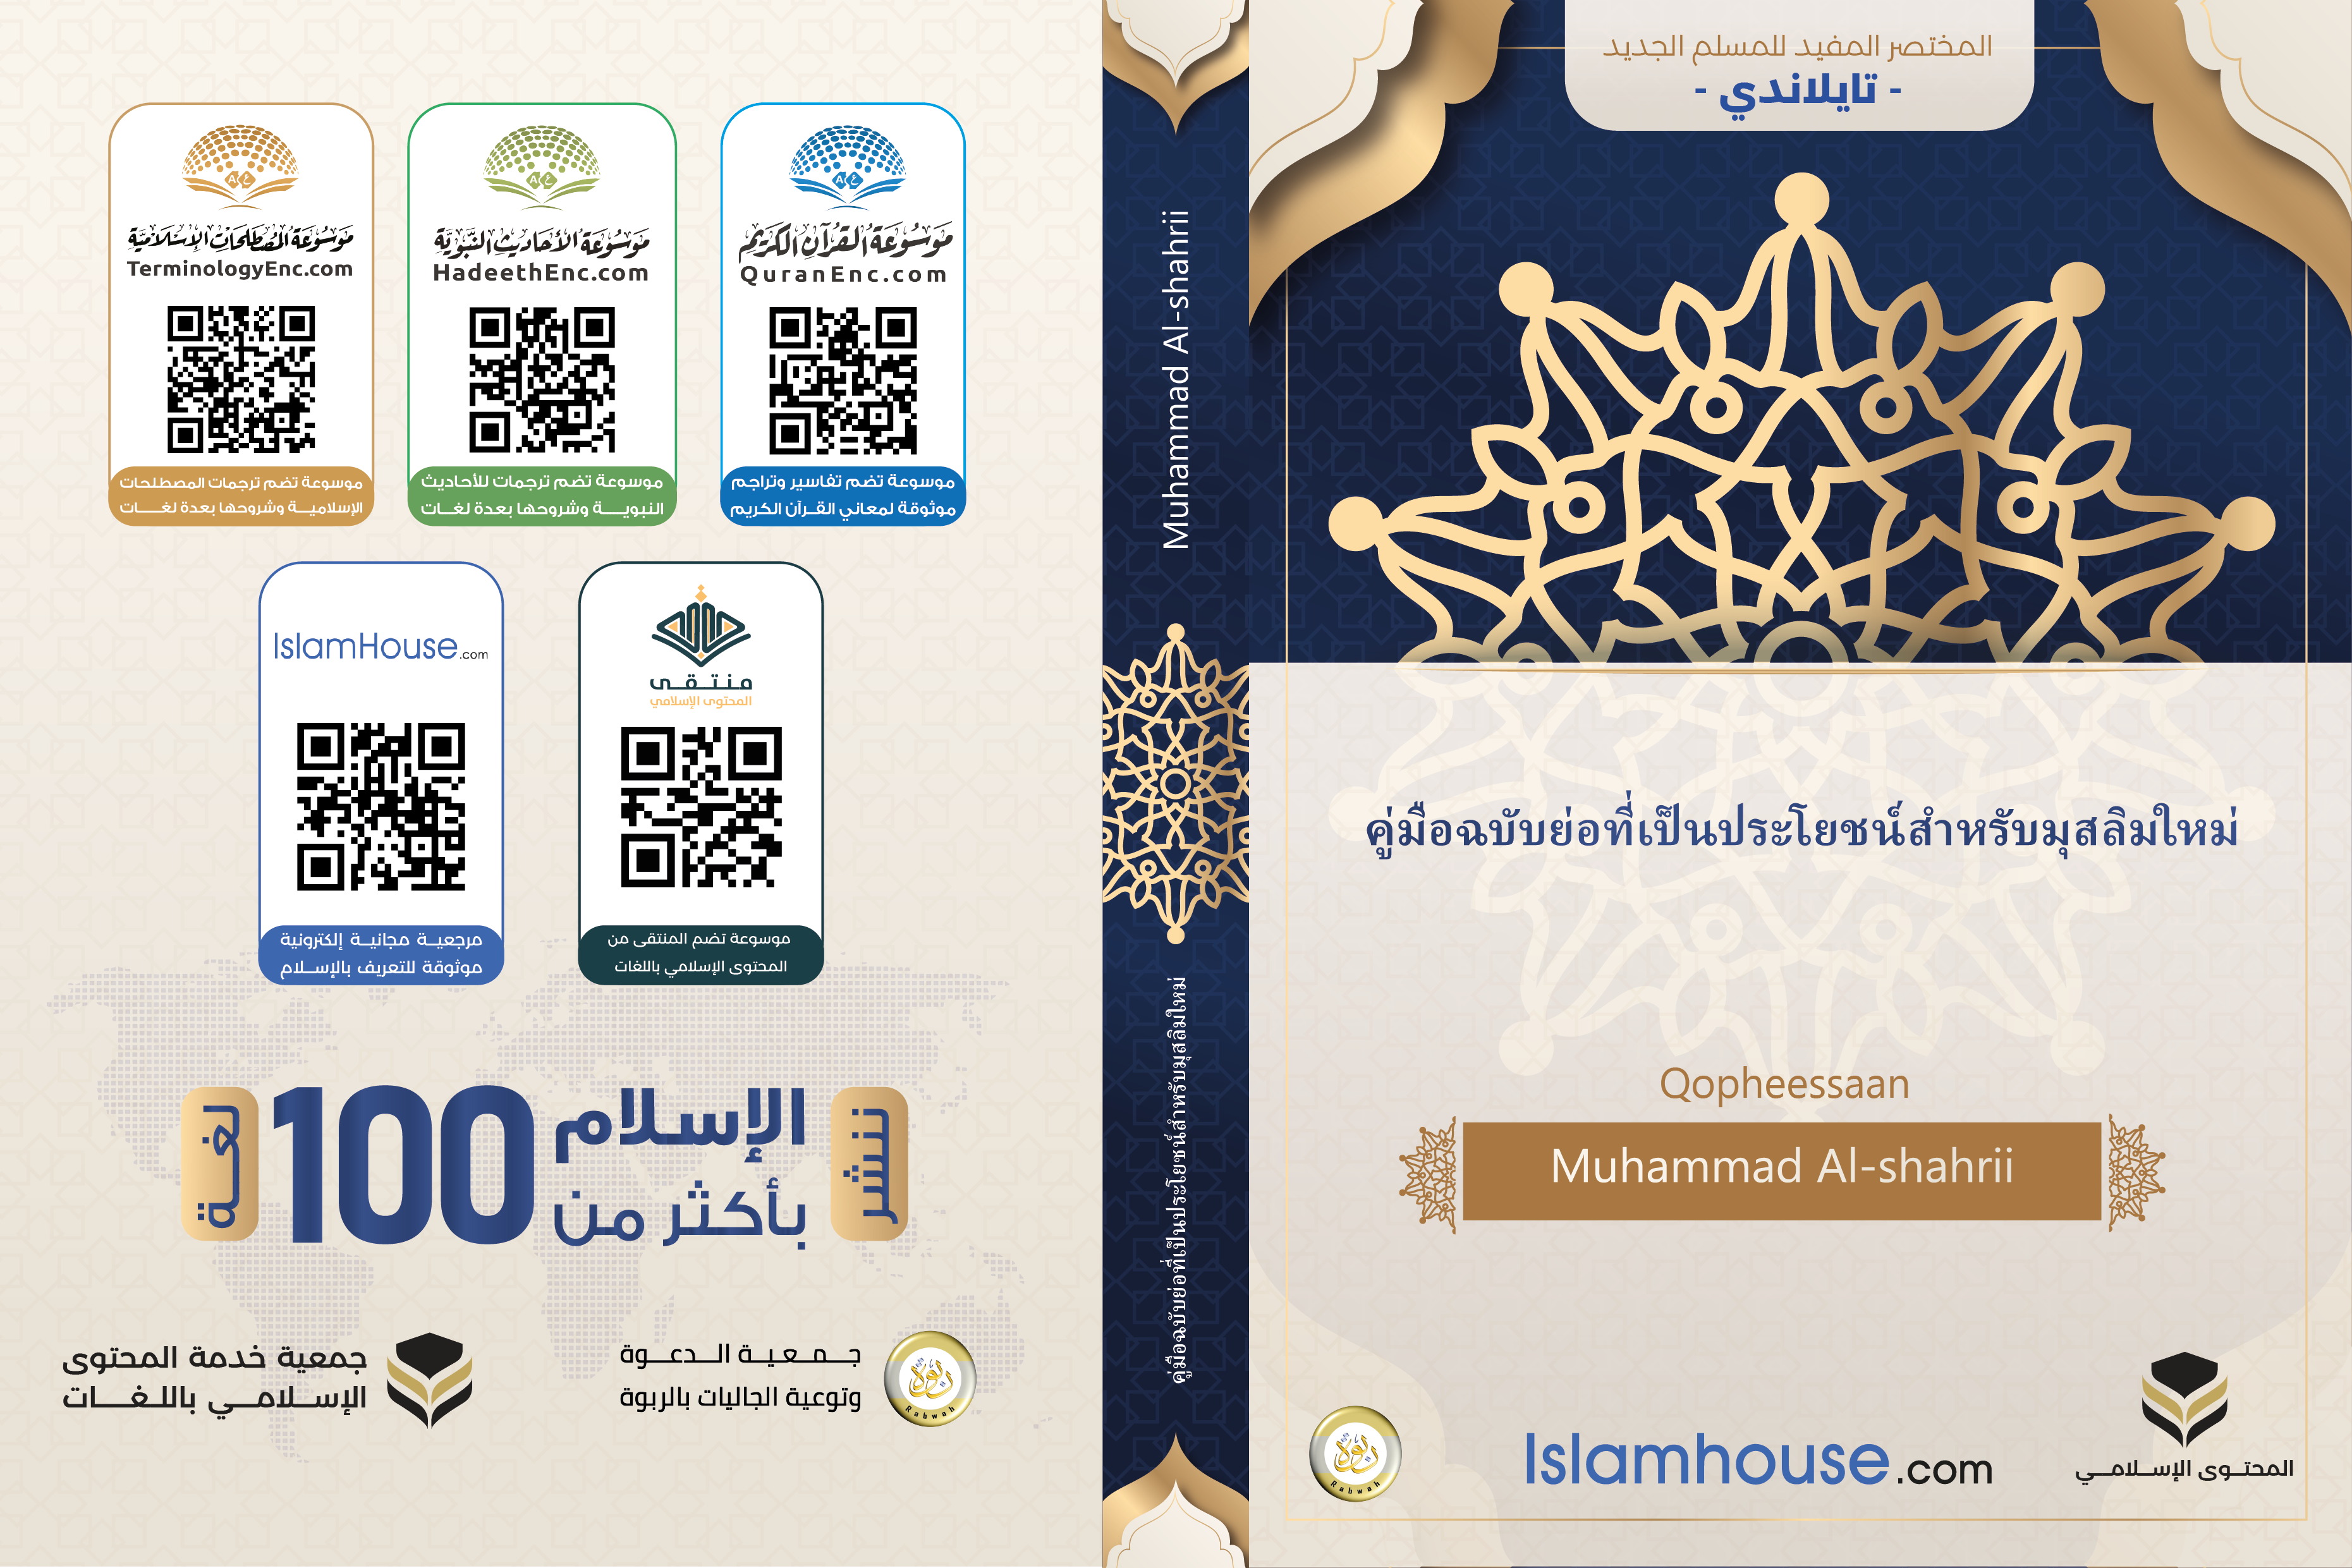 المختصر المفيد للمسلم الجديد
- تايلاندي -
คู่มือฉบับย่อที่เป็นประโยชน์สำหรับมุสลิมใหม่
Qopheessaan
Muhammad Al-shahrii
Rabwah
Islamhouse.com
المحتوى الإسلامي
Muhammad Al-shahrii
คู่มือฉบับย่อที่เป็นประโยชน์สำหรับมุสลิมใหม่
موسوعة القرآن الكريم
QuranEnc.com
موسوعة تضم تفاسير وتراجم
موثوقة لمعاني القرآن الكريم
موسوعة الأحاديث النبوية
HadeethEnc.com
موسوعة تضم ترجمات للأحاديث
النبوية وشروحها بعدة لغات
موسوعة المصطلحات الإسلامية
TerminologyEnc.com
موسوعة تضم ترجمات المصطلحات
الإسلامية وشروحها بعدة لغات
منتقى
المحتوى الإسلامي
موسوعة تضم المنتقى من
المحتوى الإسلامي باللغات
IslamHouse.com
مرجعية مجانية إلكترونية
موثوقة للتعريف بالإسلام
ننشر
الإسلام
بأكثر من
100
لغة
جمعية الدعوة
وتوعية الجاليات بالربوة
Rabwah
جمعية خدمة المحتوى
الإسلامي باللغات